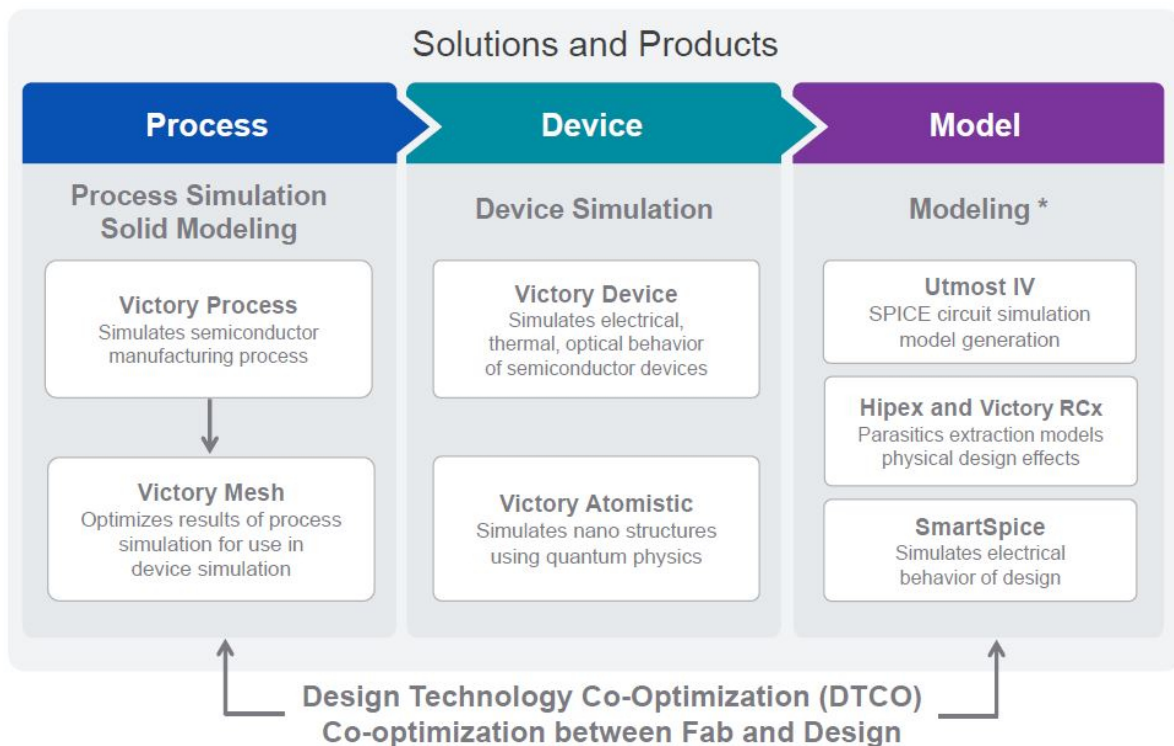 Solutions and Products
Process
Device
Model
Process Simulation
Solid Modeling
Victory Process
Simulates semiconductor
manufacturing process
Victory Mesh
Optimizes results of process
simulation for use in
device simulation
Device Simulation
Victory Device
Simulates electrical,
thermal, optical behavior
of semiconductor devices
Victory Atomistic
Simulates nano structures
using quantum physics
Modeling *
Utmost IV
SPICE circuit simulation
model generation
Hipex and Victory RCx
Parasitics extraction models
physical design effects
SmartSpice
Simulates electrical
behavior of design
Design Technology Co-Optimization (DTCO)
Co-optimization between Fab and Design